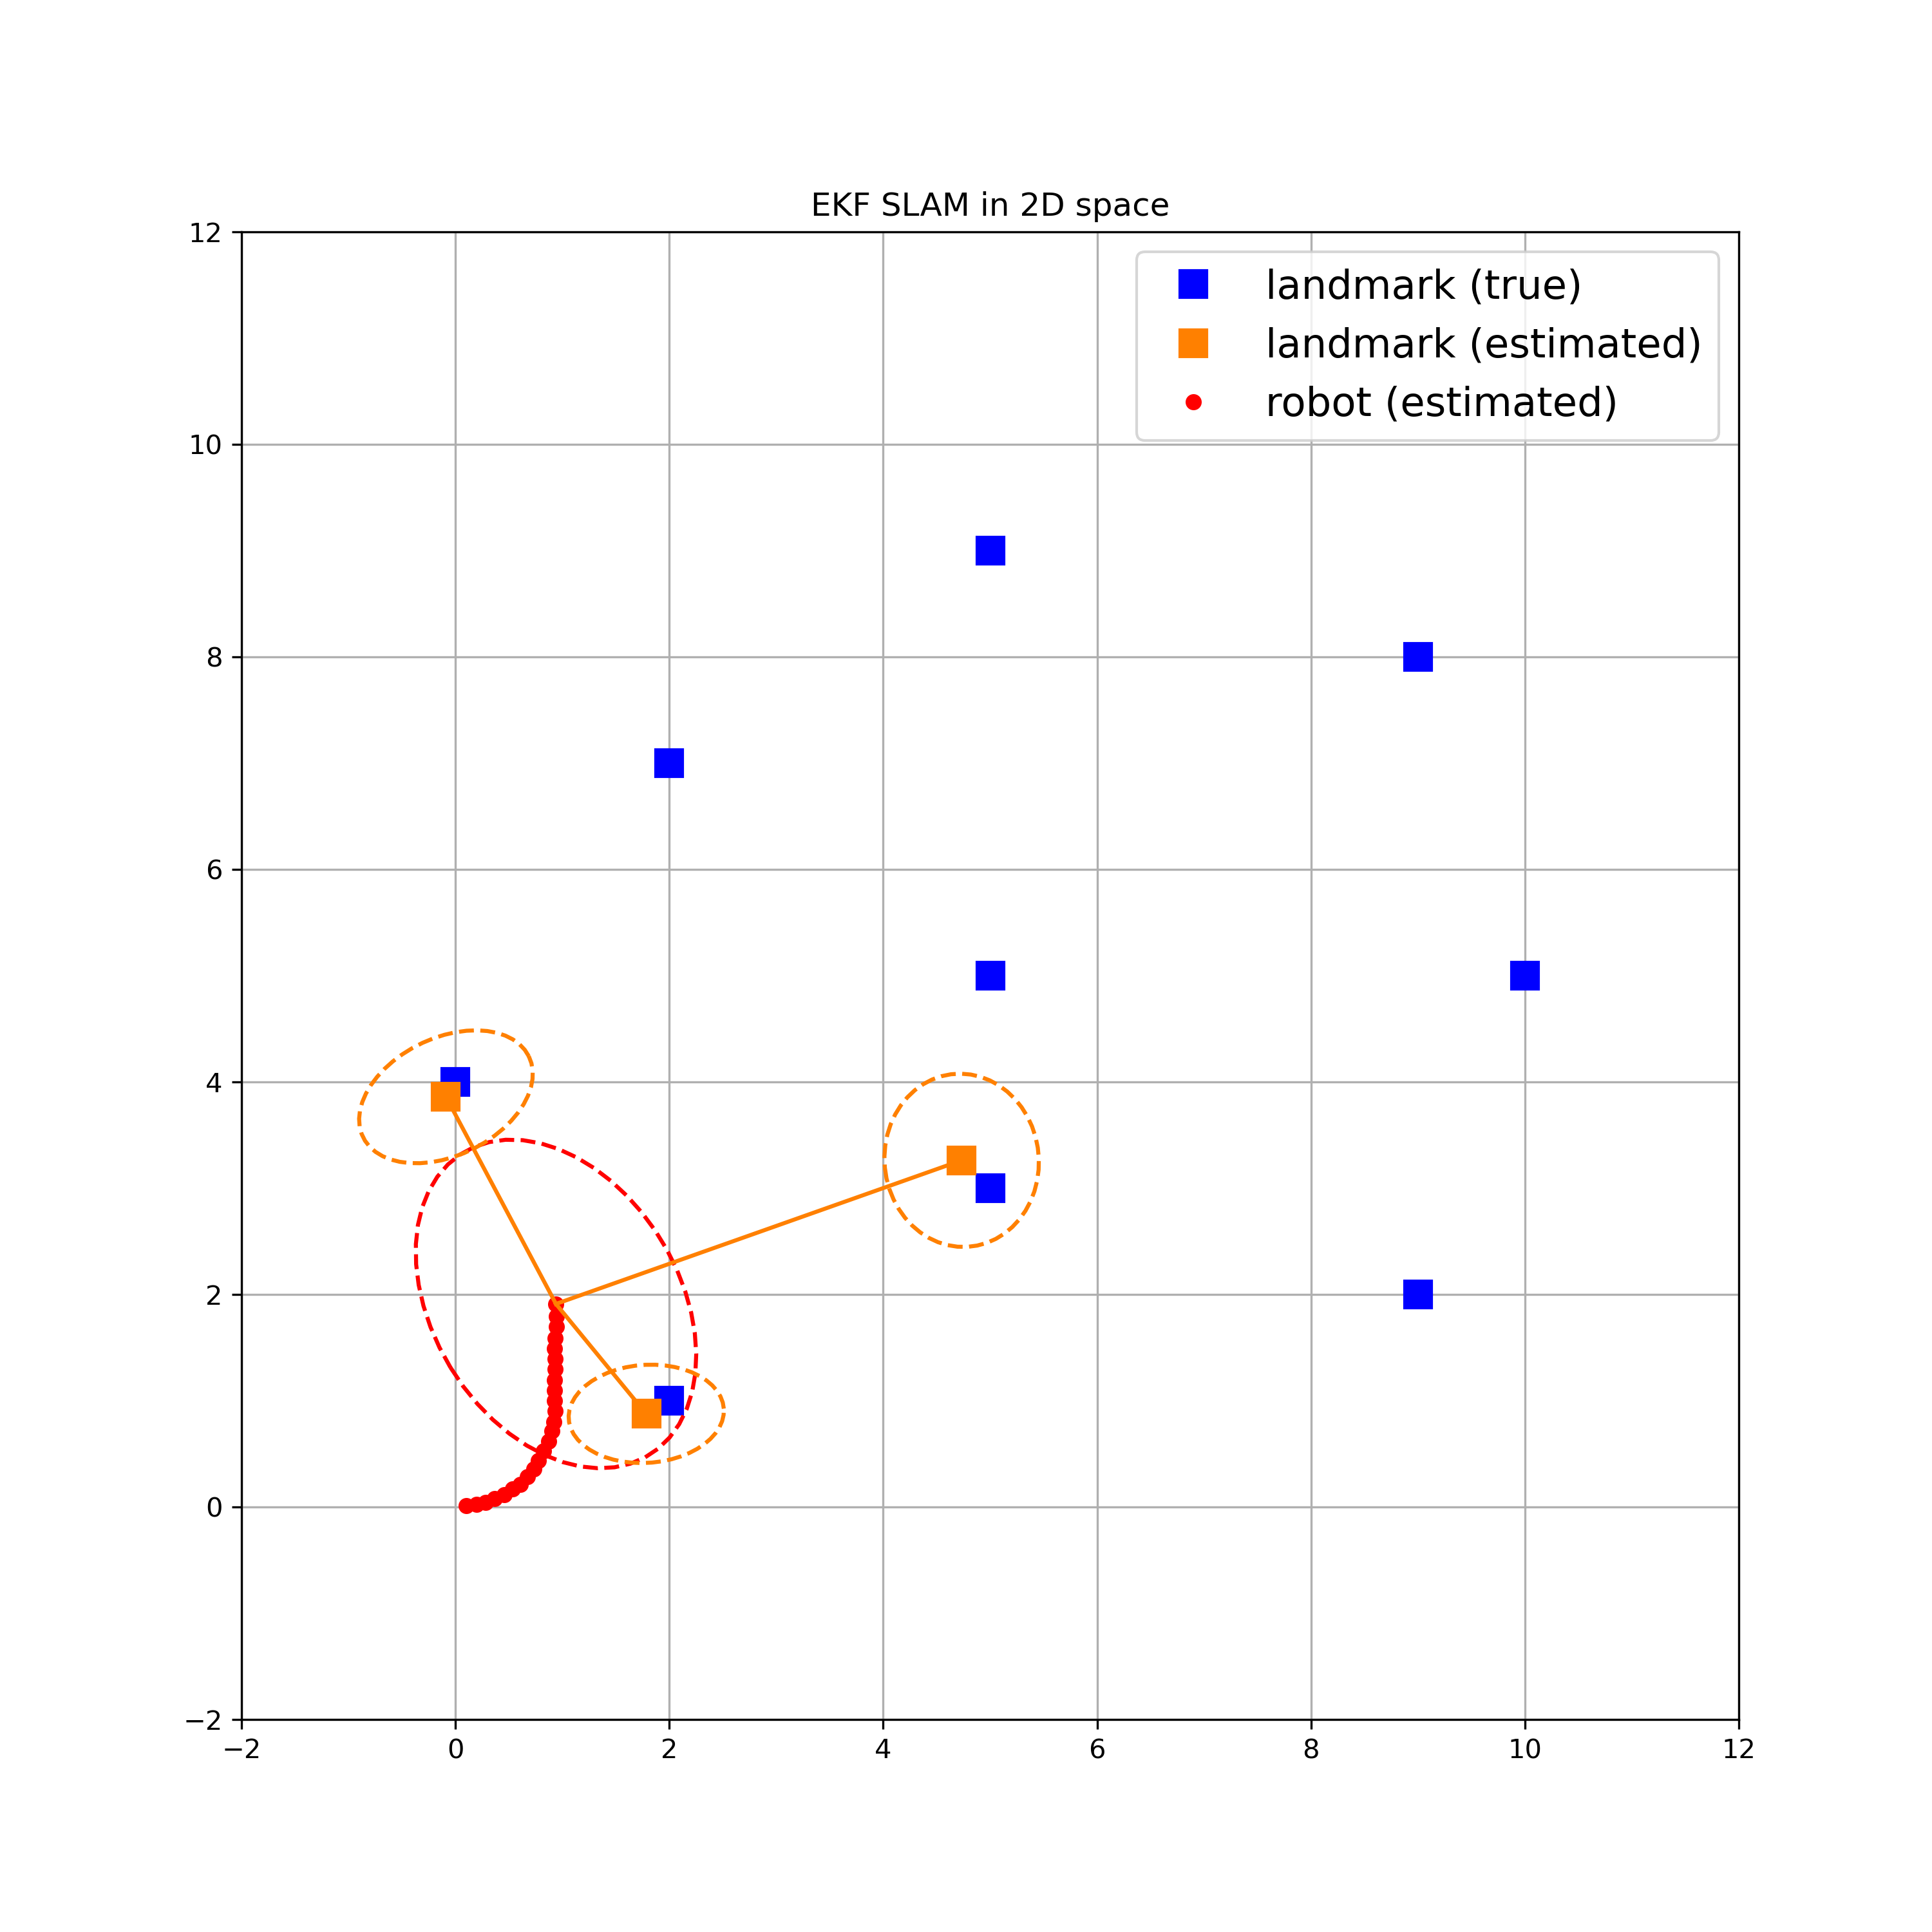 EKF SLAM in 2D space
12
landmark (true)
landmark (estimated)
robot (estimated)
10
8
6
4
2
0
−2
−2 0 2 4 6 8 10 12